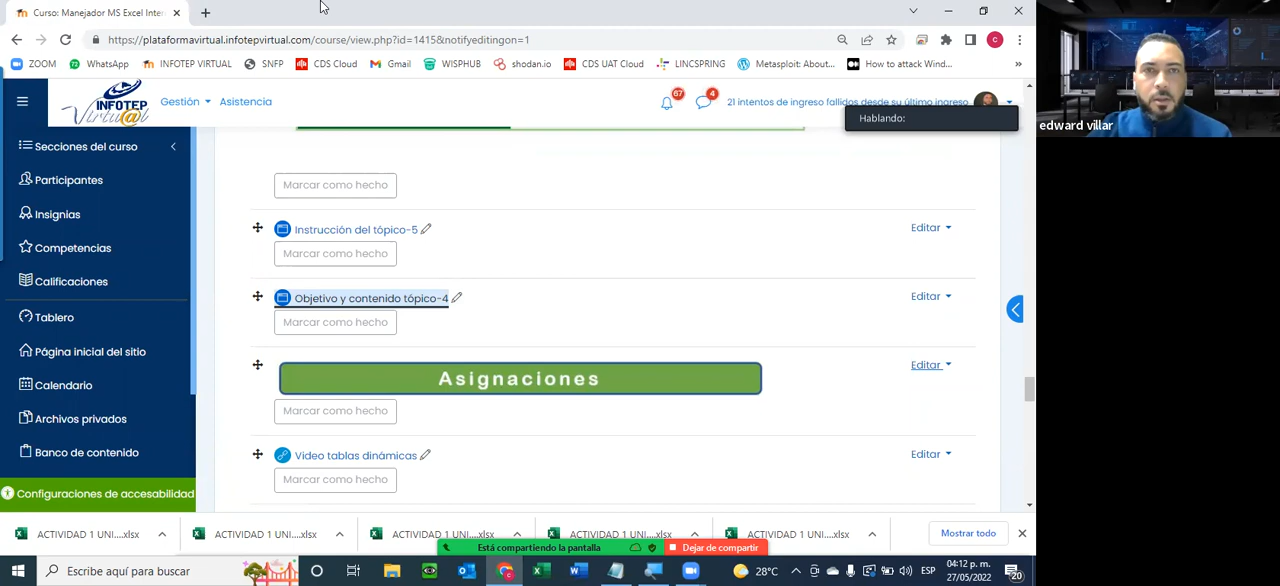 Curso: Manejador MS Excel Inter
https://plataformavirtual.infotepvirtual.com/course/view.php?id=1415&notifyeditingon=1
ZOOM
WhatsApp
INFOTEP VIRTUAL
SNFP
CDS Cloud
Gmail
WISPHUB
shodan.io
CDS UAT Cloud
LINCSPRING
Metasploit: About...
How to attack Wind...
INFOTEP
Virtu@l
Gestión
Asistencia
67
4
21 intentos de ingreso fallidos desde su último ingreso
Hablando:
edward villar
Secciones del curso
Participantes
Insignias
Competencias
Calificaciones
Tablero
Página inicial del sitio
Calendario
Archivos privados
Banco de contenido
Configuraciones de accesabilidad
Marcar como hecho
Instrucción del tópico-5
Editar
Marcar como hecho
Objetivo y contenido tópico-4
Editar
Marcar como hecho
Asignaciones
Editar
Marcar como hecho
Video tablas dinámicas
Editar
Marcar como hecho
ACTIVIDAD 1 UNI....xlsx
ACTIVIDAD 1 UNI....xlsx
ACTIVIDAD 1 UNI....xlsx
ACTIVIDAD 1 UNI....xlsx
ACTIVIDAD 1 UNI....xlsx
Mostrar todo
Está compartiendo la pantalla
Dejar de compartir
Escribe aquí para buscar
28°C
ESP
04:12 p. m.
27/05/2022
20